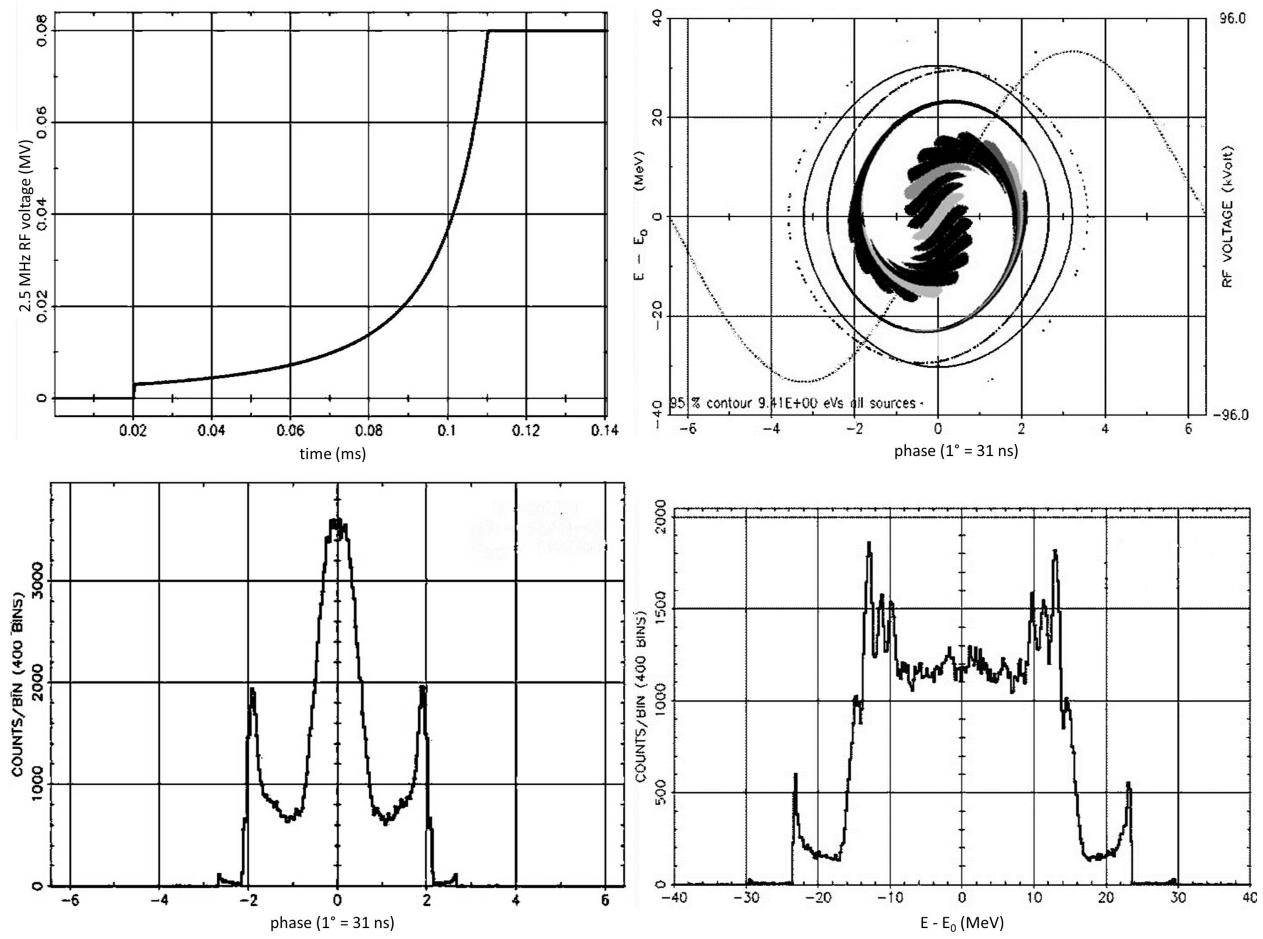 0.08
0.06
0.04
0.02
0
2.5 MHz RF voltage (MV)
0.02 0.04 0.06 0.08 0.10 0.12 0.14
time (ms)
40
20
0
-20
-40
E - E₀ (MeV)
96.0
RF VOLTAGE (kVolt)
-96.0
95 % contour 9.41E+00 eVs all sources
-6 -4 -2 0 2 4 6
phase (1° = 31 ns)
3000
2000
1000
0
COUNTS/BIN (400 BINS)
-6 -4 -2 0 2 4 6
phase (1° = 31 ns)
2000
1500
1000
500
0
COUNTS/BIN (400 BINS)
-40 -30 -20 -10 0 10 20 30 40
E - E₀ (MeV)